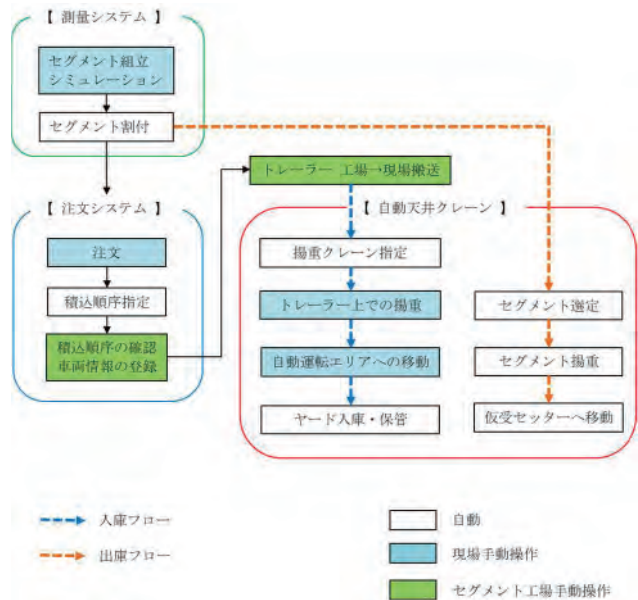 【 測量システム 】
セグメント組立
シミュレーション
セグメント割付
【 注文システム 】
注文
積込順序指定
積込順序の確認
車両情報の登録
トレーラー 工場→現場搬送
【 自動天井クレーン 】
揚重クレーン指定
トレーラー上での揚重
自動運転エリアへの移動
ヤード入庫・保管
セグメント選定
セグメント揚重
仮受セッターへ移動
入庫フロー
出庫フロー
自動
現場手動操作
セグメント工場手動操作